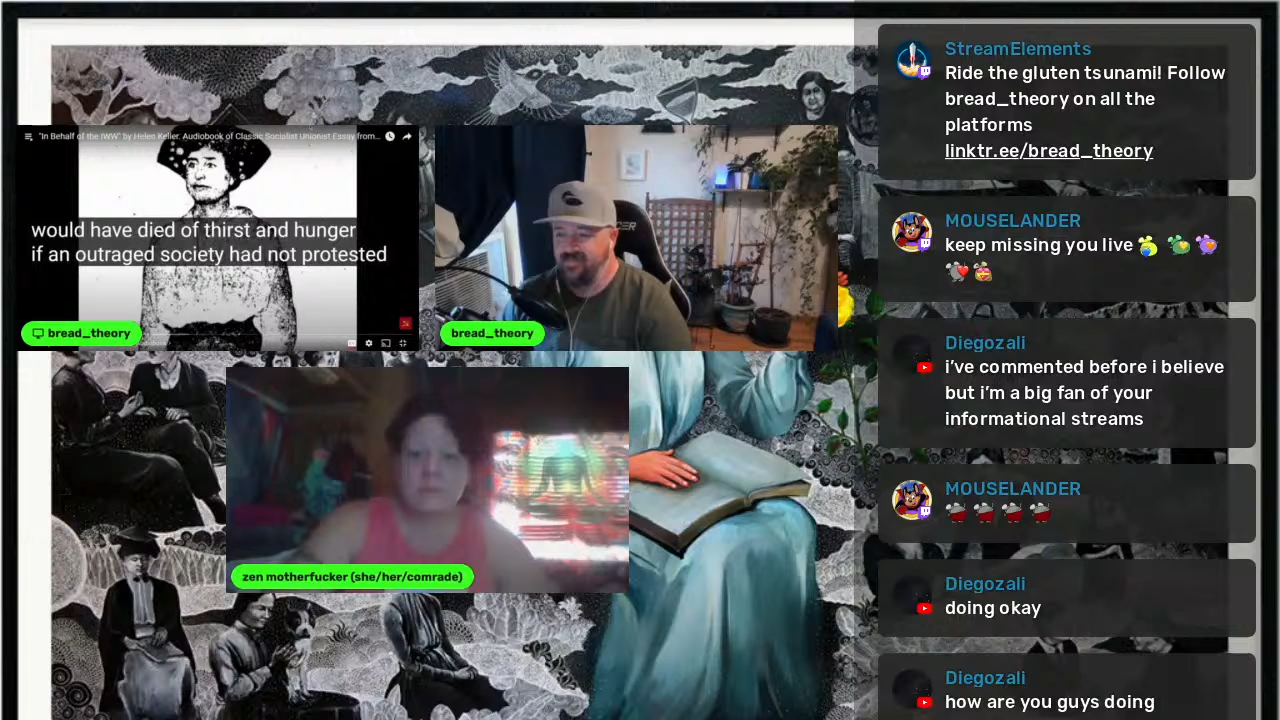 "In Behalf of the IWW" by Helen Keller. Audiobook of Classic Socialist Unionist Essay from...
would have died of thirst and hunger
if an outraged society had not protested
bread_theory
bread_theory
zen motherfucker (she/her/comrade)
StreamElements
Ride the gluten tsunami! Follow
bread_theory on all the
platforms
linktr.ee/bread_theory
MOUSELANDER
keep missing you live
Diegozali
i've commented before i believe
but i'm a big fan of your
informational streams
MOUSELANDER
Diegozali
doing okay
Diegozali
how are you guys doing